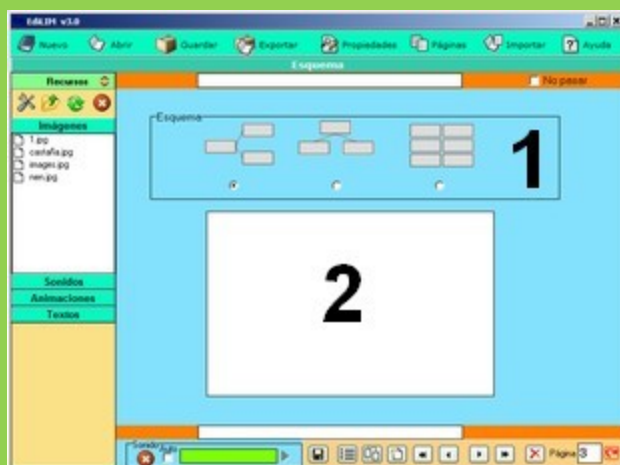 EdiLIM v3.0
Nuevo Abrir Guardar Exportar Propiedades Páginas Importar Ayuda
Esquema
Recursos
No pasar
Imágenes
1.jpg
castaña.jpg
images.jpg
nen.jpg
Esquema
1
2
Sonidos
Animaciones
Textos
Sonido
Página 3